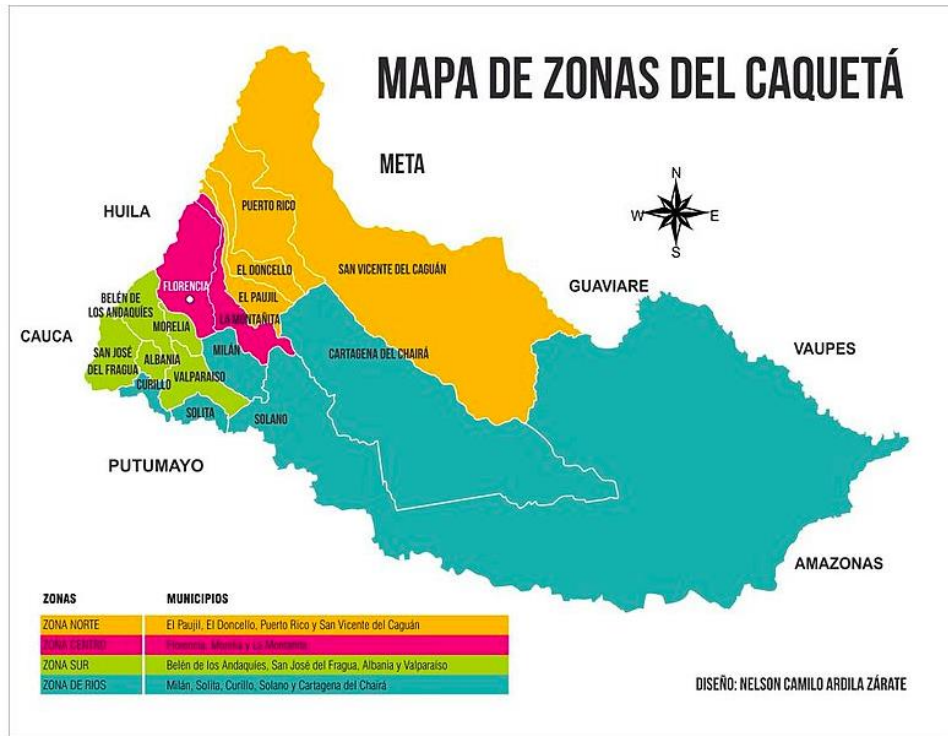 MAPA DE ZONAS DEL CAQUETÁ
META
N
W E
S
HUILA
PUERTO RICO
EL DONCELLO
SAN VICENTE DEL CAGUÁN
GUAVIARE
FLORENCIA
EL PAUJIL
BELÉN DE
LOS ANDAQUÍES
LA MONTAÑITA
MORELIA
CAUCA
MILÁN
CARTAGENA DEL CHAIRÁ
VAUPES
SAN JOSÉ
DEL FRAGUA
ALBANIA
VALPARAISO
CURILLO
SOLITA
SOLANO
PUTUMAYO
AMAZONAS
ZONAS MUNICIPIOS
ZONA NORTE El Paujil, El Doncello, Puerto Rico y San Vicente del Caguán
ZONA CENTRO Florencia, Morelia y La Montañita
ZONA SUR Belén de los Andaquíes, San José del Fragua, Albania y Valparaíso
ZONA DE RIOS Milán, Solita, Curillo, Solano y Cartagena del Chairá
DISEÑO: NELSON CAMILO ARDILA ZÁRATE